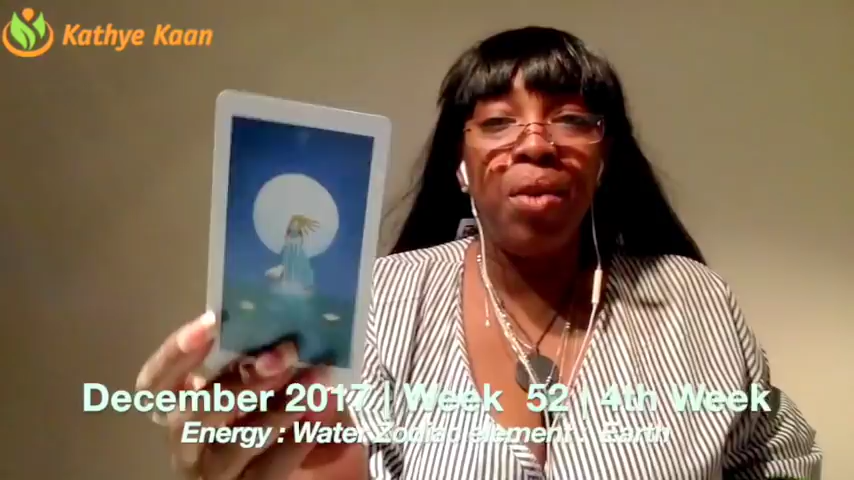 Kathye Kaan
December 2017 | Week 52 | 4th Week
Energy : Water Zodiac element : Earth